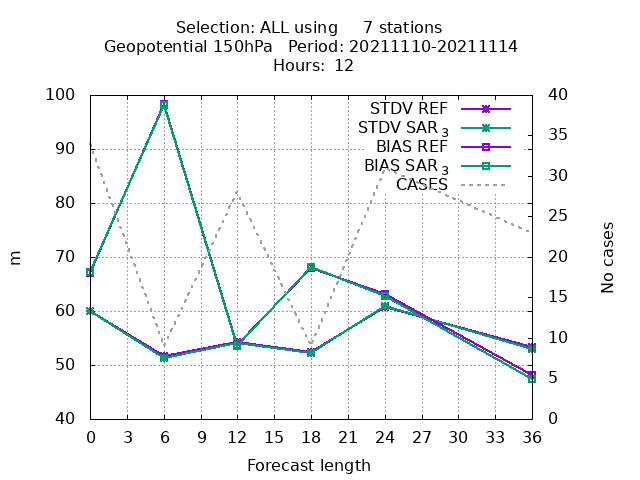 Selection: ALL using     7 stations
Geopotential 150hPa   Period: 20211110-20211114
Hours: 12
100
90
80
70
60
50
40
40
35
30
25
20
15
10
5
0
STDV REF
STDV SAR 3
BIAS REF
BIAS SAR 3
CASES
m
No cases
0 3 6 9 12 15 18 21 24 27 30 33 36
Forecast length